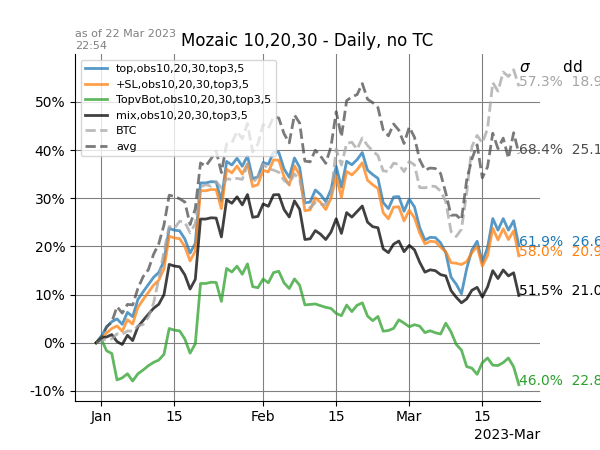 as of 22 Mar 2023
22:54
Mozaic 10,20,30 - Daily, no TC
σ dd
top,obs10,20,30,top3,5
+SL,obs10,20,30,top3,5
TopvBot,obs10,20,30,top3,5
mix,obs10,20,30,top3,5
BTC
avg
57.3% 18.9
68.4% 25.1
61.9% 26.6
58.0% 20.9
51.5% 21.0
46.0% 22.8
50%
40%
30%
20%
10%
0%
-10%
Jan 15 Feb 15 Mar 15
2023-Mar